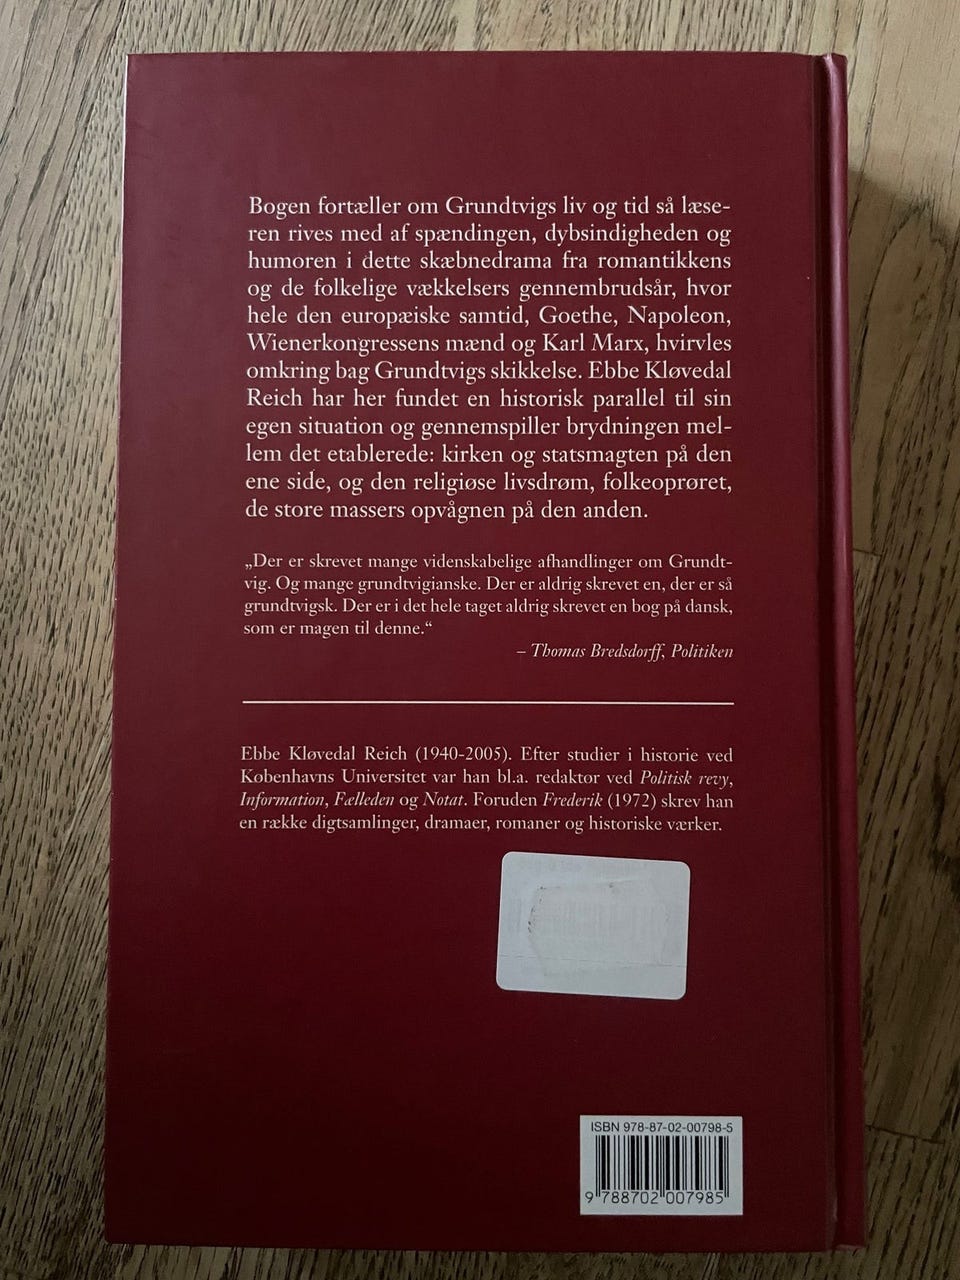 Bogen fortæller om Grundtvigs liv og tid så læse-
ren rives med af spændingen, dybsindigheden og
humoren i dette skæbnedrama fra romantikkens
og de folkelige vækkelsers gennembrudsår, hvor
hele den europæiske samtid, Goethe, Napoleon,
Wienerkongressens mænd og Karl Marx, hvirvles
omkring bag Grundtvigs skikkelse. Ebbe Kløvedal
Reich har her fundet en historisk parallel til sin
egen situation og gennemspiller brydningen mel-
lem det etablerede: kirken og statsmagten på den
ene side, og den religiøse livsdrøm, folkeoprøret,
de store massers opvågnen på den anden.
„Der er skrevet mange videnskabelige afhandlinger om Grundt-
vig. Og mange grundtvigianske. Der er aldrig skrevet en, der er så
grundtvigsk. Der er i det hele taget aldrig skrevet en bog på dansk,
som er magen til denne.“
– Thomas Bredsdorff, Politiken
Ebbe Kløvedal Reich (1940-2005). Efter studier i historie ved
Københavns Universitet var han bl.a. redaktør ved Politisk revy,
Information, Fælleden og Notat. Foruden Frederik (1972) skrev han
en række digtsamlinger, dramaer, romaner og historiske værker.
ISBN 978-87-02-00798-5
9 788702 007985